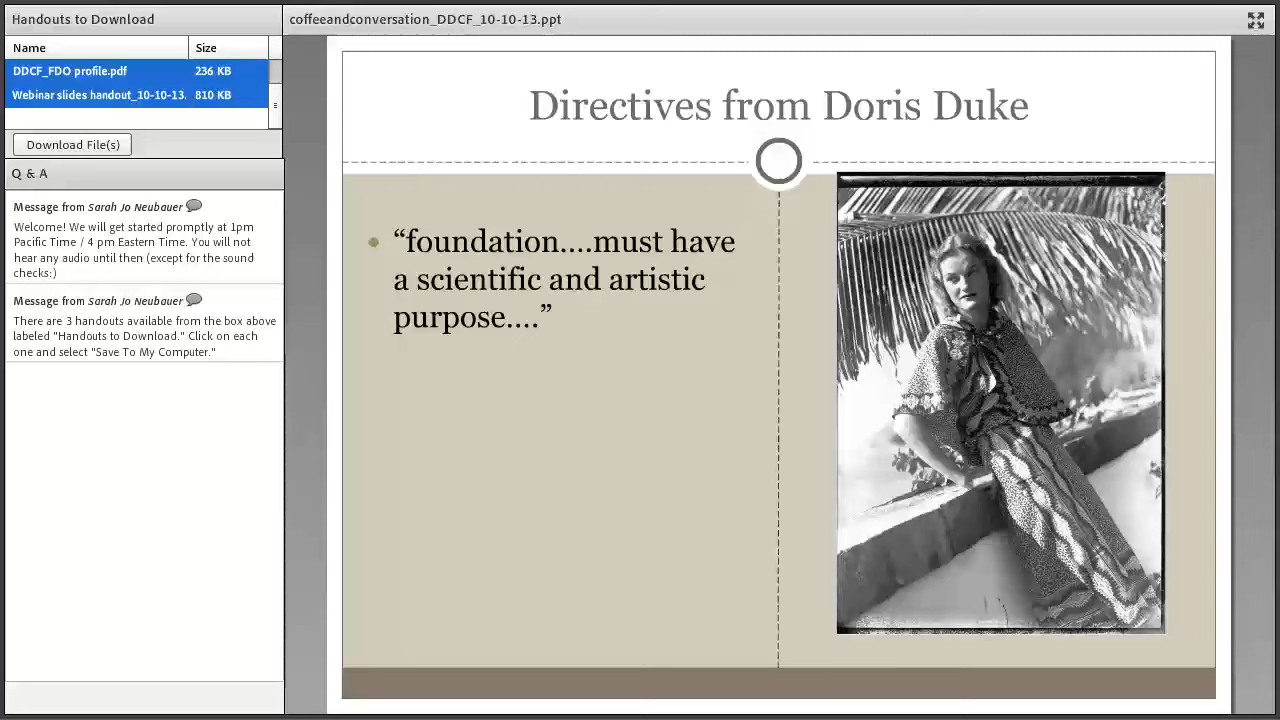 Handouts to Download
Name Size
DDCF_FDO profile.pdf 236 KB
Webinar slides handout_10-10-13. 810 KB
Download File(s)
Q & A
Message from Sarah Jo Neubauer
Welcome! We will get started promptly at 1pm
Pacific Time / 4 pm Eastern Time. You will not
hear any audio until then (except for the sound
checks:)
Message from Sarah Jo Neubauer
There are 3 handouts available from the box above
labeled "Handouts to Download." Click on each
one and select "Save To My Computer."
coffeeandconversation_DDCF_10-10-13.ppt
Directives from Doris Duke
“foundation....must have
a scientific and artistic
purpose....”